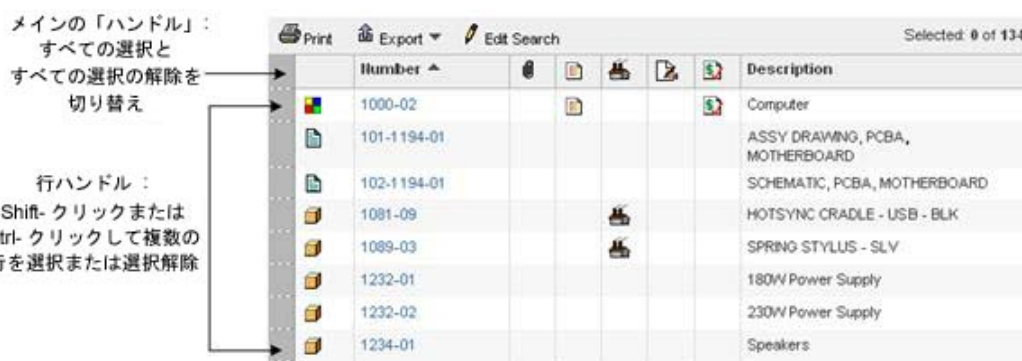 メインの「ハンドル」:
すべての選択と
すべての選択の解除を
切り替え
行ハンドル :
Shift- クリックまたは
trl- クリックして複数の
を選択または選択解除
Print Export Edit Search Selected: 0 of 134
Number Description
1000-02 Computer
101-1194-01 ASSY DRAWING, PCBA,
MOTHERBOARD
102-1194-01 SCHEMATIC, PCBA, MOTHERBOARD
1081-09 HOTSYNC CRADLE - USB - BLK
1089-03 SPRING STYLUS - SLV
1232-01 180W Power Supply
1232-02 230W Power Supply
1234-01 Speakers